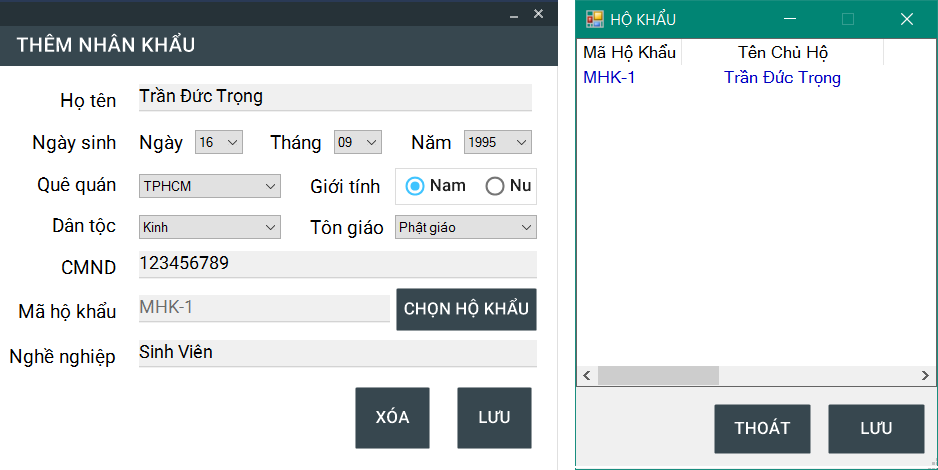 THÊM NHÂN KHẨU
Họ tên Trần Đức Trọng
Ngày sinh Ngày 16 Tháng 09 Năm 1995
Quê quán TPHCM Giới tính Nam Nu
Dân tộc Kinh Tôn giáo Phật giáo
CMND 123456789
Mã hộ khẩu MHK-1 CHỌN HỘ KHẨU
Nghề nghiệp Sinh Viên
XÓA LƯU
HỘ KHẨU
Mã Hộ Khẩu Tên Chủ Hộ
MHK-1 Trần Đức Trọng
THOÁT LƯU